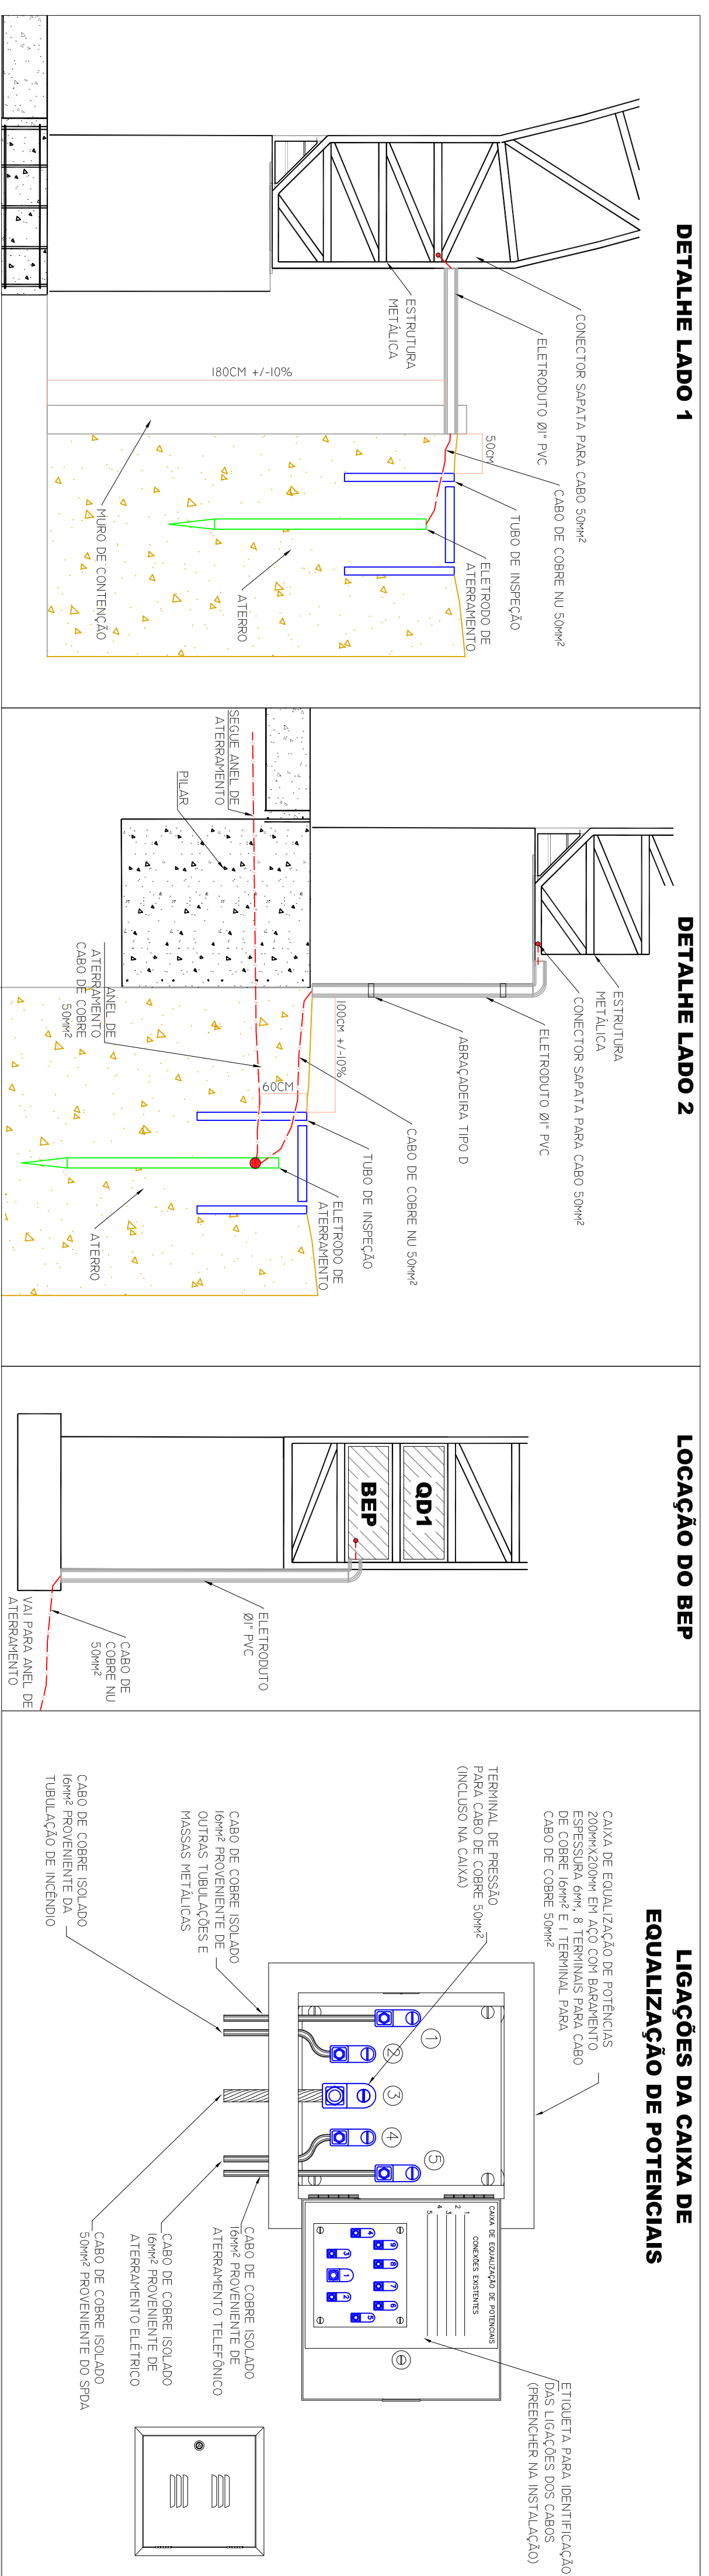 DETALHE LADO 1
CONECTOR SAPATA PARA CABO 50MM²
ELETRODUTO Ø1" PVC
CABO DE COBRE NU 50MM²
ESTRUTURA
METÁLICA
50CM
TUBO DE INSPEÇÃO
180CM +/-10%
ELETRODO DE
ATERRAMENTO
ATERRO
MURO DE CONTENÇÃO
DETALHE LADO 2
ESTRUTURA
METÁLICA
CONECTOR SAPATA PARA CABO 50MM²
ELETRODUTO Ø1" PVC
ABRAÇADEIRA TIPO D
CABO DE COBRE NU 50MM²
100CM +/-10%
TUBO DE INSPEÇÃO
60CM
ELETRODO DE
ATERRAMENTO
SEGUE ANEL DE
ATERRAMENTO
PILAR
ANEL DE
ATERRAMENTO
CABO DE COBRE
50MM²
ATERRO
LOCAÇÃO DO BEP
QD1
BEP
ELETRODUTO
Ø1" PVC
CABO DE
COBRE NU
50MM²
VAI PARA ANEL DE
ATERRAMENTO
LIGAÇÕES DA CAIXA DE
EQUALIZAÇÃO DE POTENCIAIS
CAIXA DE EQUALIZAÇÃO DE POTÊNCIAS
200MMX200MM EM AÇO COM BARAMENTO
ESPESSURA 6MM, 8 TERMINAIS PARA CABO
DE COBRE 16MM² E 1 TERMINAL PARA
CABO DE COBRE 50MM²
TERMINAL DE PRESSÃO
PARA CABO DE COBRE 50MM²
(INCLUSO NA CAIXA)
CABO DE COBRE ISOLADO
16MM² PROVENIENTE DE
OUTRAS TUBULAÇÕES E
MASSAS METÁLICAS
CABO DE COBRE ISOLADO
16MM² PROVENIENTE DA
TUBULAÇÃO DE INCÊNDIO
1
2
3
4
5
CAIXA DE EQUALIZAÇÃO DE POTENCIAIS
CONEXÕES EXISTENTES
1
2
3
4
5
9
8
7
6
4
3
1
2
5
ETIQUETA PARA IDENTIFICAÇÃO
DAS LIGAÇÕES DOS CABOS
(PREENCHER NA INSTALAÇÃO)
CABO DE COBRE ISOLADO
16MM² PROVENIENTE DE
ATERRAMENTO TELEFÔNICO
CABO DE COBRE ISOLADO
16MM² PROVENIENTE DE
ATERRAMENTO ELÉTRICO
CABO DE COBRE ISOLADO
50MM² PROVENIENTE DO SPDA